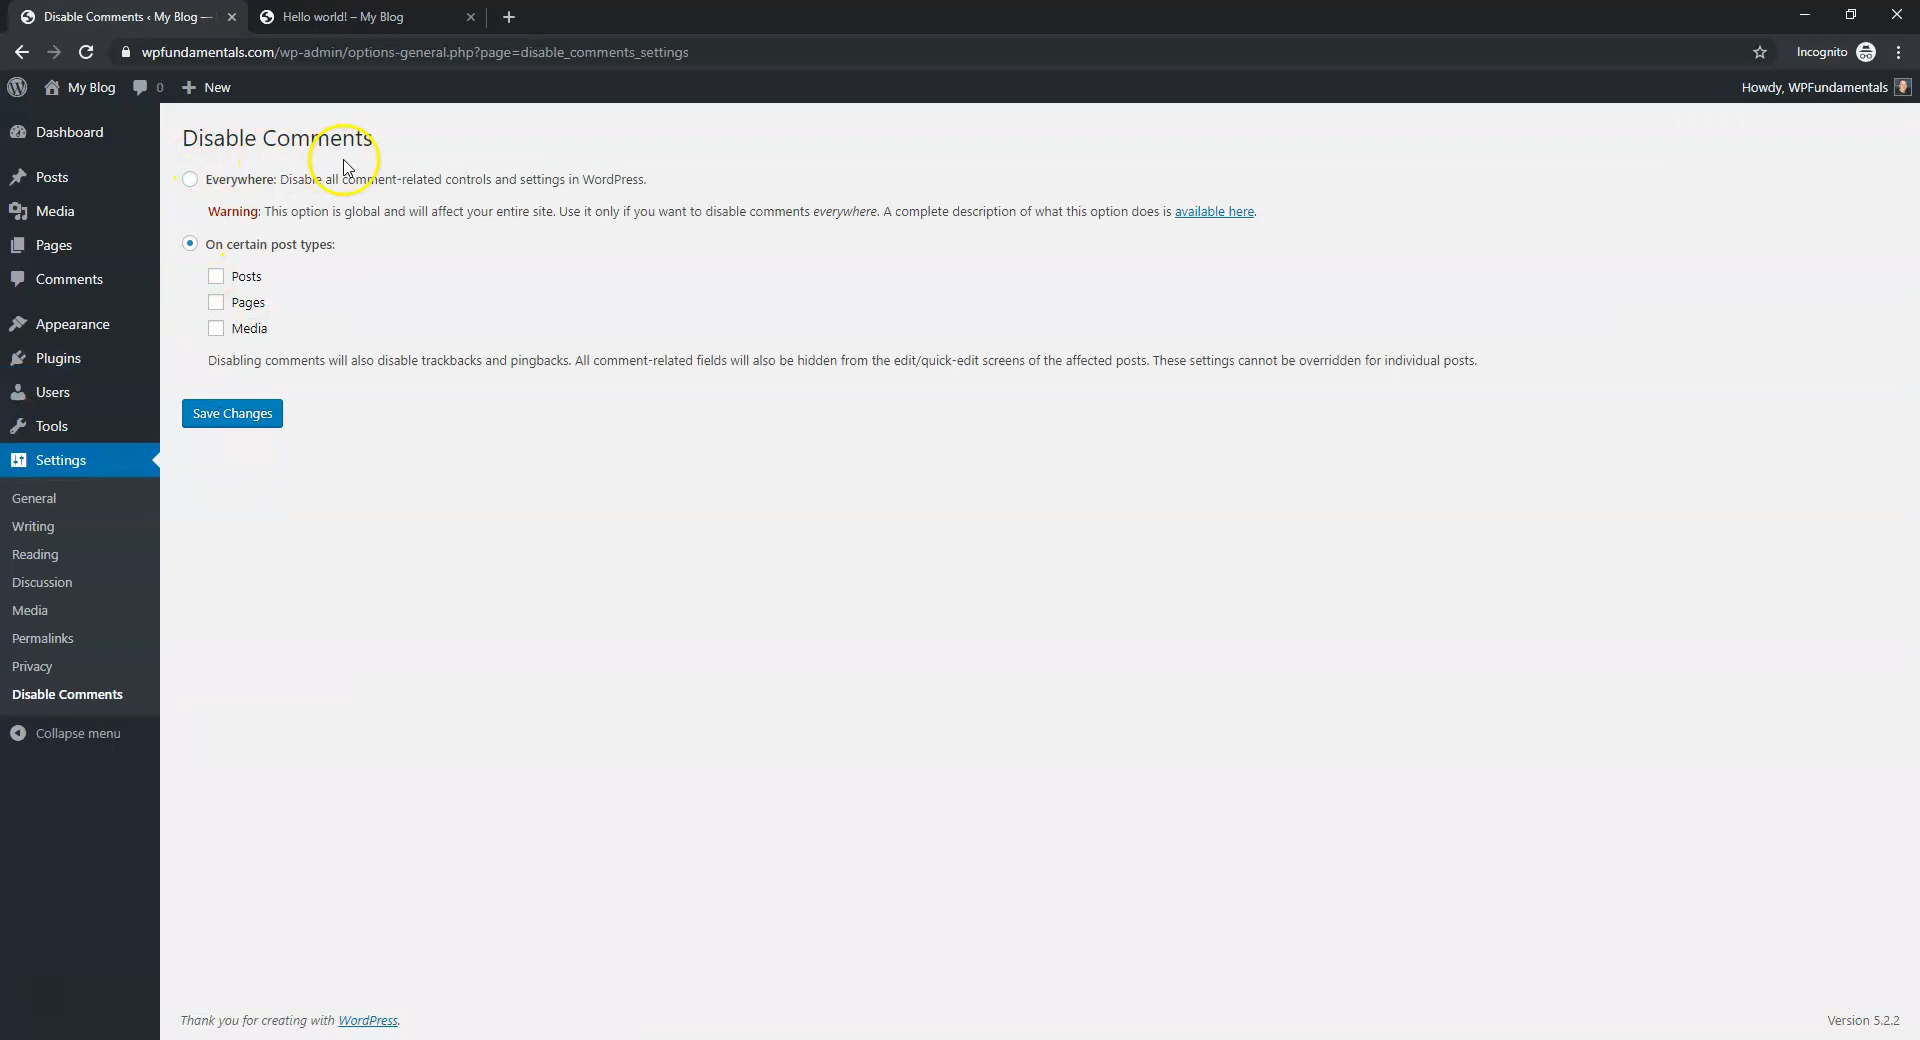 Disable Comments ‹ My Blog —
Hello world! – My Blog
wpfundamentals.com/wp-admin/options-general.php?page=disable_comments_settings
Incognito
My Blog
0
New
Howdy, WPFundamentals
Dashboard
Posts
Media
Pages
Comments
Appearance
Plugins
Users
Tools
Settings
General
Writing
Reading
Discussion
Media
Permalinks
Privacy
Disable Comments
Collapse menu
Disable Comments
Everywhere: Disable all comment-related controls and settings in WordPress.
Warning: This option is global and will affect your entire site. Use it only if you want to disable comments everywhere. A complete description of what this option does is available here.
On certain post types:
Posts
Pages
Media
Disabling comments will also disable trackbacks and pingbacks. All comment-related fields will also be hidden from the edit/quick-edit screens of the affected posts. These settings cannot be overridden for individual posts.
Save Changes
Thank you for creating with WordPress.
Version 5.2.2